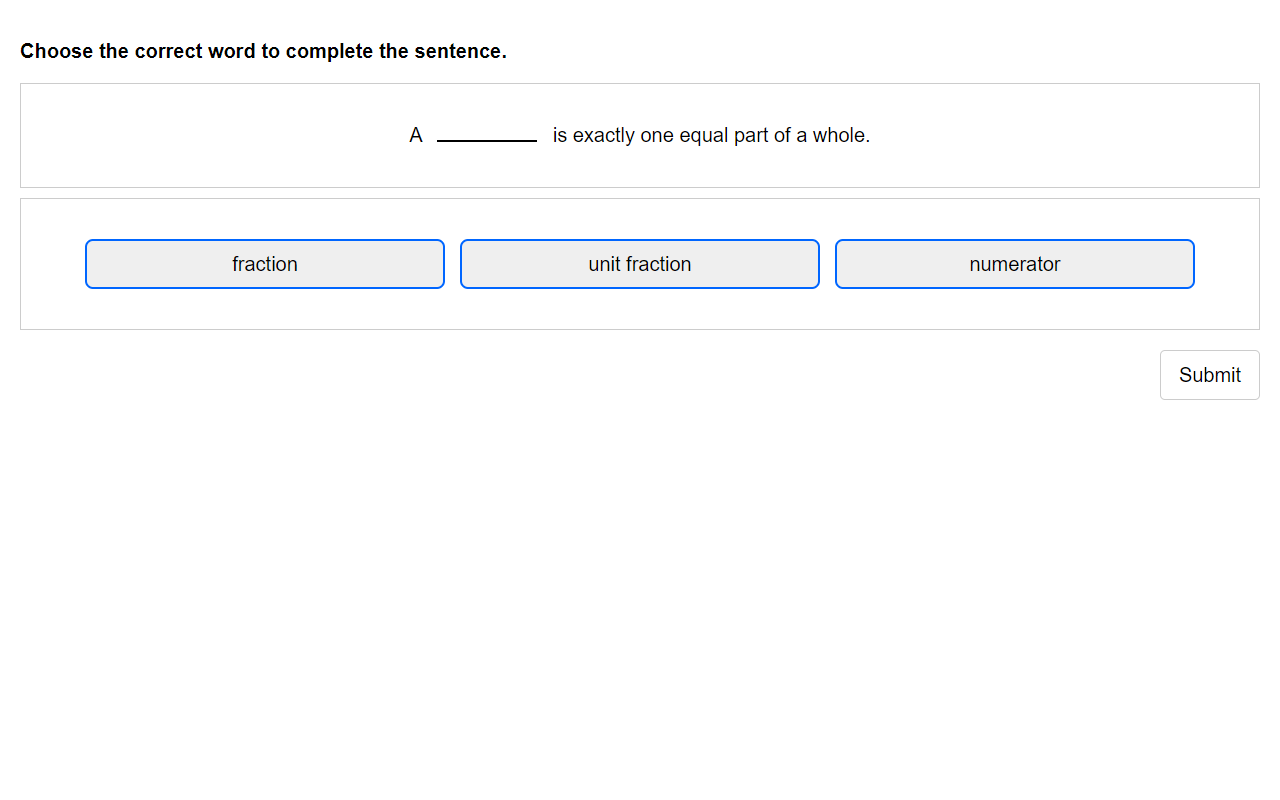 Choose the correct word to complete the sentence.
A is exactly one equal part of a whole.
fraction unit fraction numerator
Submit